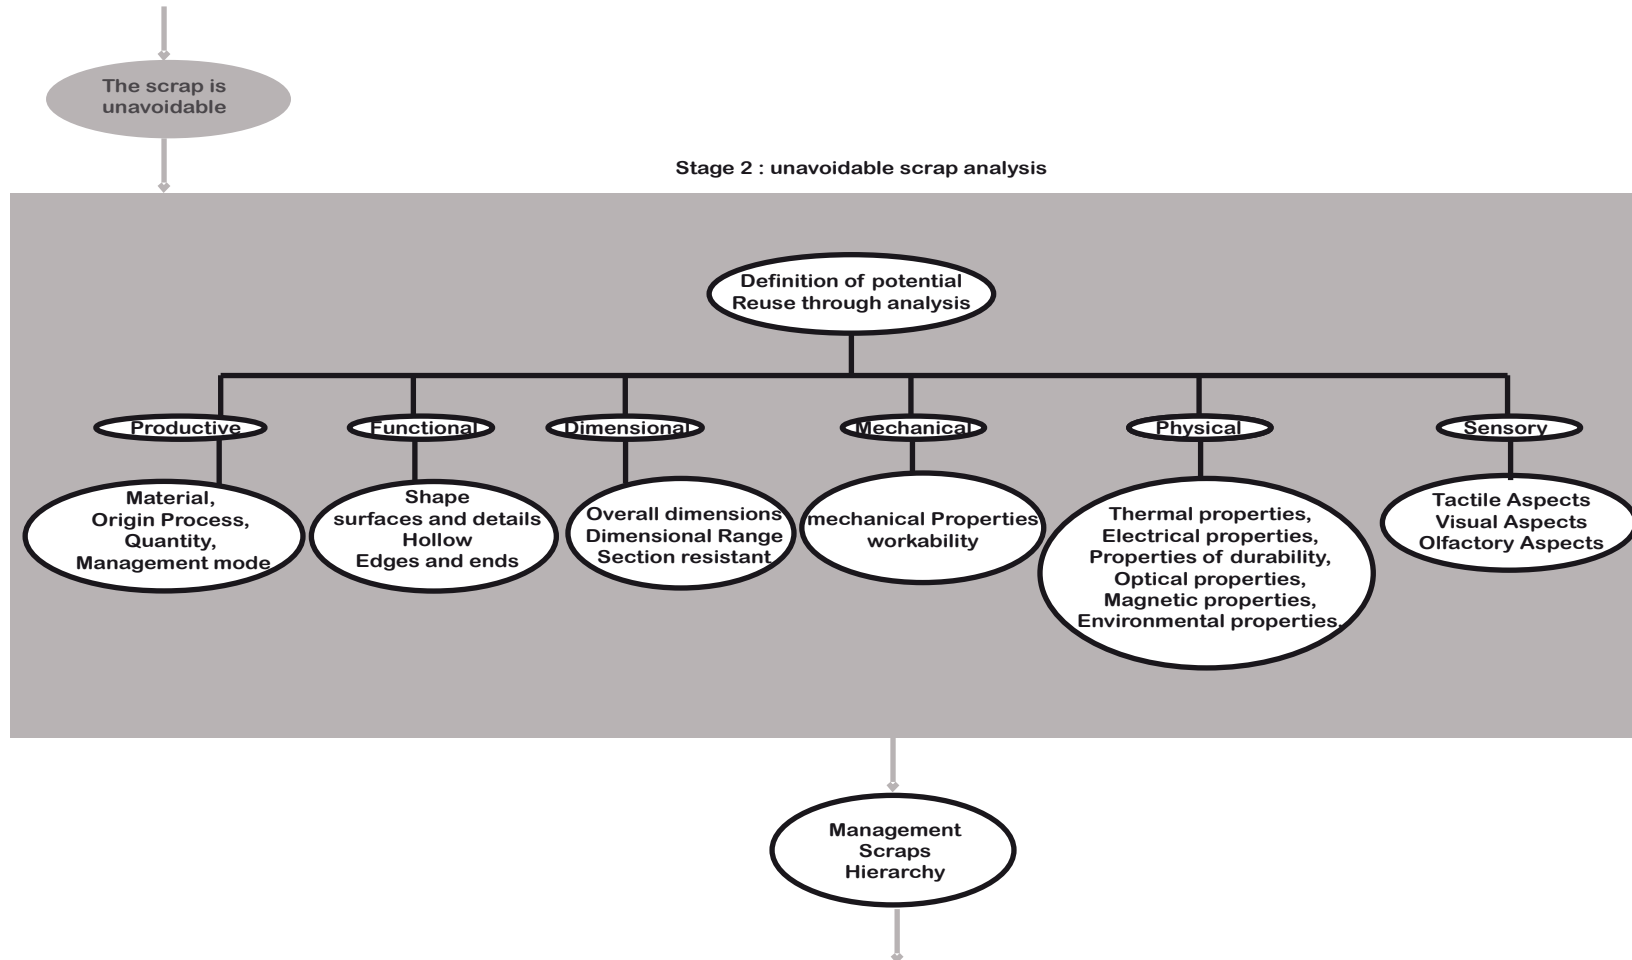 The scrap is
unavoidable
Stage 2 : unavoidable scrap analysis
Definition of potential
Reuse through analysis
Productive
Functional
Dimensional
Mechanical
Physical
Sensory
Material,
Origin Process,
Quantity,
Management mode
Shape
surfaces and details
Hollow
Edges and ends
Overall dimensions
Dimensional Range
Section resistant
mechanical Properties
workability
Thermal properties,
Electrical properties,
Properties of durability,
Optical properties,
Magnetic properties,
Environmental properties.
Tactile Aspects
Visual Aspects
Olfactory Aspects
Management
Scraps
Hierarchy